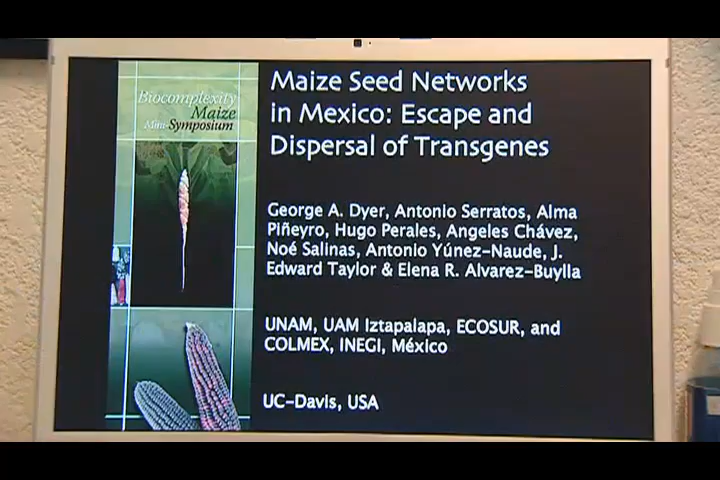 Biocomplexity
Maize
Mini-Symposium
Maize Seed Networks
in Mexico: Escape and
Dispersal of Transgenes
George A. Dyer, Antonio Serratos, Alma
Piñeyro, Hugo Perales, Angeles Chávez,
Noé Salinas, Antonio Yúnez-Naude, J.
Edward Taylor & Elena R. Alvarez-Buylla
UNAM, UAM Iztapalapa, ECOSUR, and
COLMEX, INEGI, México
UC-Davis, USA